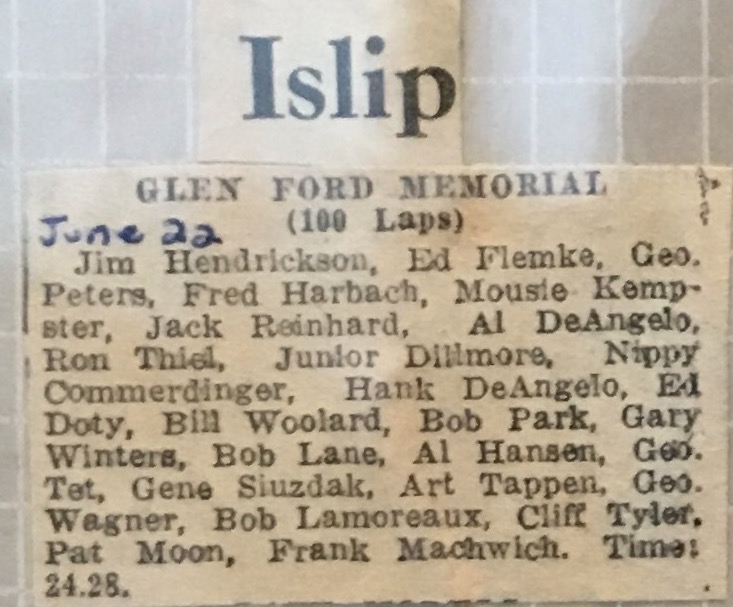 Islip
GLEN FORD MEMORIAL
June 22 (100 Laps)
Jim Hendrickson, Ed Flemke, Geo.
Peters, Fred Harbach, Mousie Kemp-
ster, Jack Reinhard, Al DeAngelo,
Ron Thiel, Junior Dillmore, Nippy
Commerdinger, Hank DeAngelo, Ed
Doty, Bill Woolard, Bob Park, Gary
Winters, Bob Lane, Al Hansen, Geo.
Tet, Gene Siuzdak, Art Tappen, Geo.
Wagner, Bob Lamoreaux, Cliff Tyler,
Pat Moon, Frank Machwich. Time:
24.28.